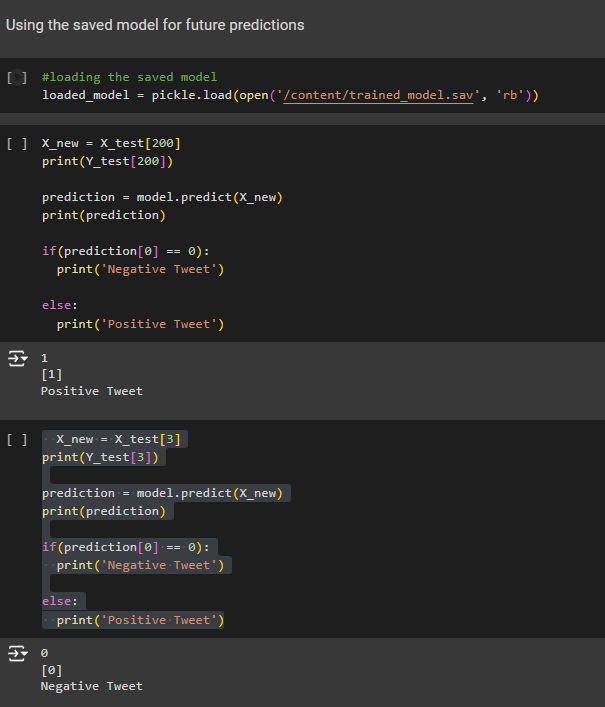 Using the saved model for future predictions
[ ] #loading the saved model
loaded_model = pickle.load(open('/content/trained_model.sav', 'rb'))
[ ] X_new = X_test[200]
print(Y_test[200])
prediction = model.predict(X_new)
print(prediction)
if(prediction[0] == 0):
  print('Negative Tweet')
else:
  print('Positive Tweet')
1
[1]
Positive Tweet
[ ]   X_new = X_test[3]
print(Y_test[3])
prediction = model.predict(X_new)
print(prediction)
if(prediction[0] == 0):
  print('Negative Tweet')
else:
  print('Positive Tweet')
0
[0]
Negative Tweet